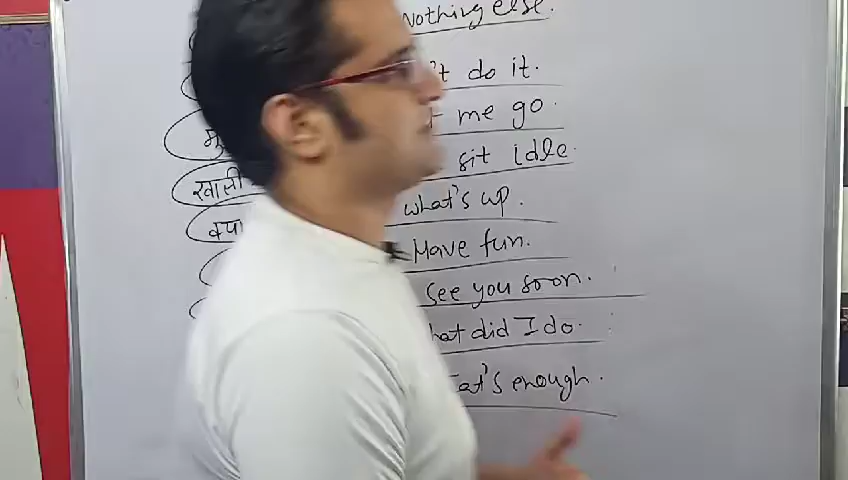 Nothing else.
't do it.
me go.
खाली sit idle.
क्या what's up.
Have fun.
see you soon.
hat did I do.
at's enough.